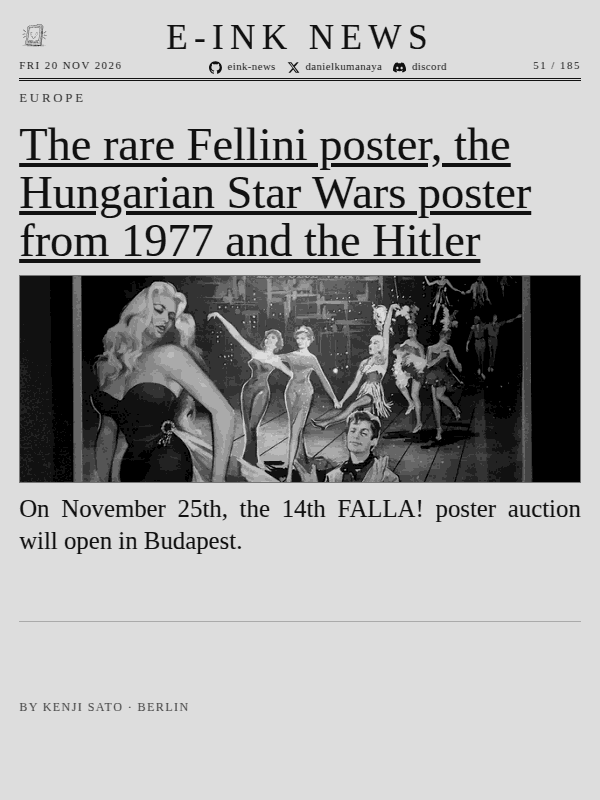 E-INK NEWS
FRI 20 NOV 2026
eink-news
danielkumanaya
discord
51 / 185
EUROPE
The rare Fellini poster, the
Hungarian Star Wars poster
from 1977 and the Hitler
On November 25th, the 14th FALLA! poster auction
will open in Budapest.
BY KENJI SATO · BERLIN